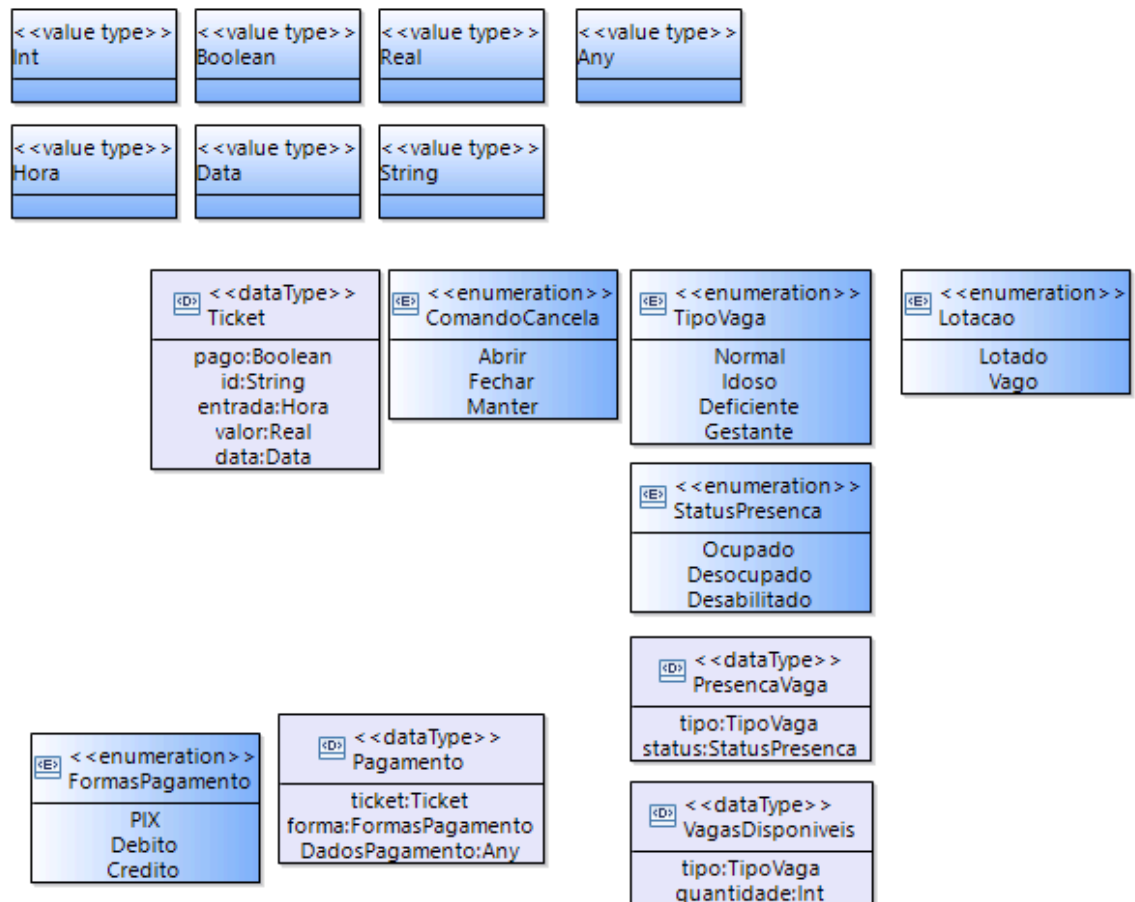 <<value type>>
Int
<<value type>>
Boolean
<<value type>>
Real
<<value type>>
Any
<<value type>>
Hora
<<value type>>
Data
<<value type>>
String
<D> <<dataType>>
Ticket
pago:Boolean
id:String
entrada:Hora
valor:Real
data:Data
<E> <<enumeration>>
ComandoCancela
Abrir
Fechar
Manter
<E> <<enumeration>>
TipoVaga
Normal
Idoso
Deficiente
Gestante
<E> <<enumeration>>
Lotacao
Lotado
Vago
<E> <<enumeration>>
StatusPresenca
Ocupado
Desocupado
Desabilitado
<D> <<dataType>>
PresencaVaga
tipo:TipoVaga
status:StatusPresenca
<E> <<enumeration>>
FormasPagamento
PIX
Debito
Credito
<D> <<dataType>>
Pagamento
ticket:Ticket
forma:FormasPagamento
DadosPagamento:Any
<D> <<dataType>>
VagasDisponiveis
tipo:TipoVaga
quantidade:Int